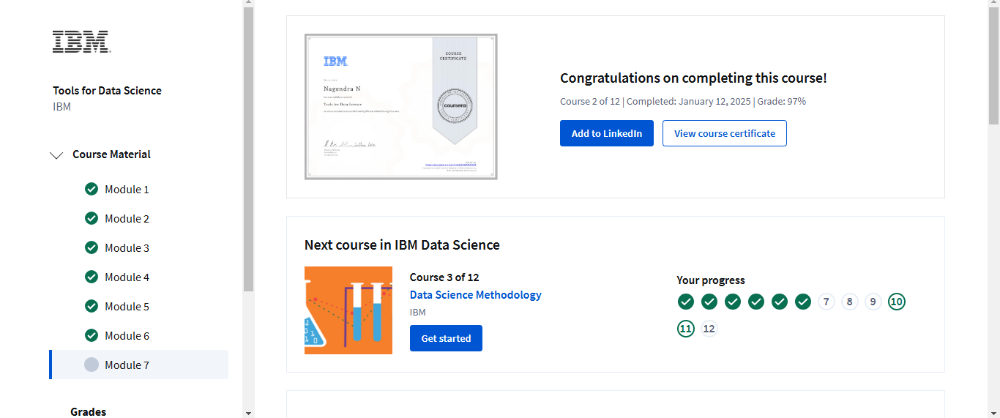 IBM
Tools for Data Science
IBM
Course Material
Module 1
Module 2
Module 3
Module 4
Module 5
Module 6
Module 7
Grades
IBM
COURSE
CERTIFICATE
Nagendra N
Tools for Data Science
coursera
Congratulations on completing this course!
Course 2 of 12 | Completed: January 12, 2025 | Grade: 97%
Add to LinkedIn
View course certificate
Next course in IBM Data Science
Course 3 of 12
Data Science Methodology
IBM
Get started
Your progress
7 8 9 10
11 12